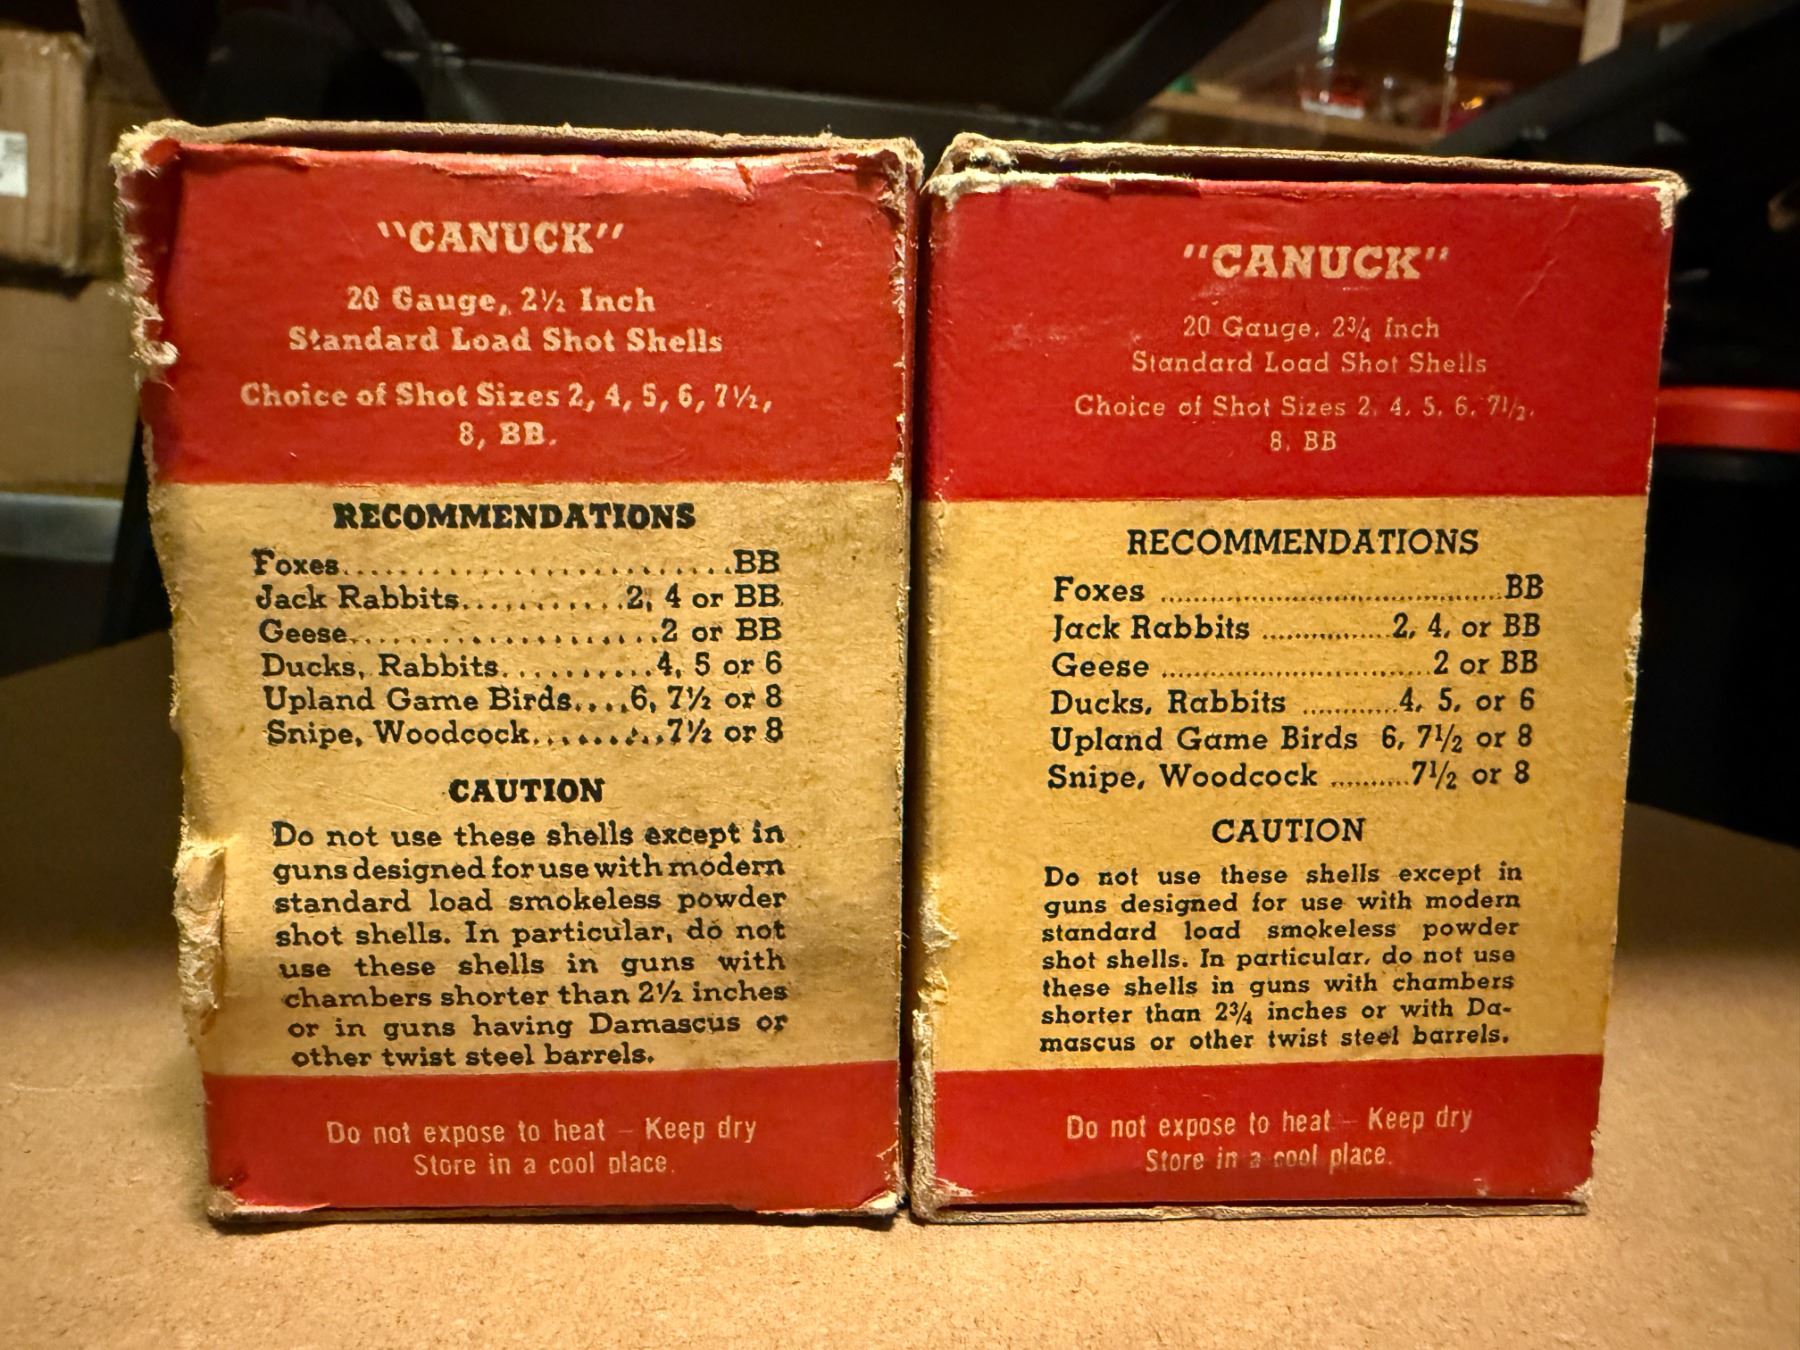 "CANUCK"
20 Gauge, 2½ Inch
Standard Load Shot Shells
Choice of Shot Sizes 2, 4, 5, 6, 7½,
8, BB.
RECOMMENDATIONS
Foxes..........................BB
Jack Rabbits...........2, 4 or BB
Geese.....................2 or BB
Ducks, Rabbits..........4, 5 or 6
Upland Game Birds....6, 7½ or 8
Snipe, Woodcock.........7½ or 8
CAUTION
Do not use these shells except in
guns designed for use with modern
standard load smokeless powder
shot shells. In particular, do not
use these shells in guns with
chambers shorter than 2½ inches
or in guns having Damascus or
other twist steel barrels.
Do not expose to heat – Keep dry
Store in a cool place.
"CANUCK"
20 Gauge, 2¾ Inch
Standard Load Shot Shells
Choice of Shot Sizes 2, 4, 5, 6, 7½,
8, BB
RECOMMENDATIONS
Foxes ..................................BB
Jack Rabbits ................2, 4, or BB
Geese ..............................2 or BB
Ducks, Rabbits ............4, 5, or 6
Upland Game Birds 6, 7½ or 8
Snipe, Woodcock ..........7½ or 8
CAUTION
Do not use these shells except in
guns designed for use with modern
standard load smokeless powder
shot shells. In particular, do not use
these shells in guns with chambers
shorter than 2¾ inches or with Da-
mascus or other twist steel barrels.
Do not expose to heat – Keep dry
Store in a cool place.